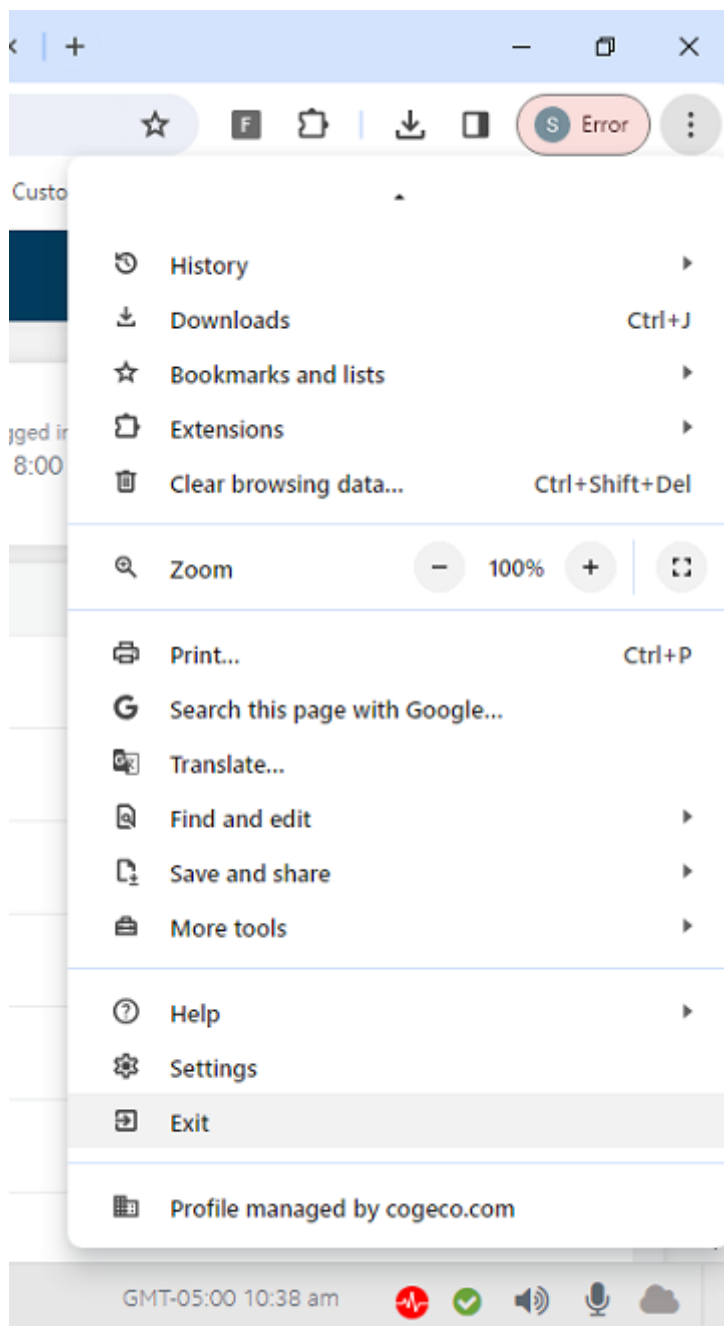 F
S Error
Custo
History
Downloads Ctrl+J
Bookmarks and lists
gged in
Extensions
8:00
Clear browsing data... Ctrl+Shift+Del
Zoom − 100% +
Print... Ctrl+P
G Search this page with Google...
Translate...
Find and edit
Save and share
More tools
Help
Settings
Exit
Profile managed by cogeco.com
GMT-05:00 10:38 am